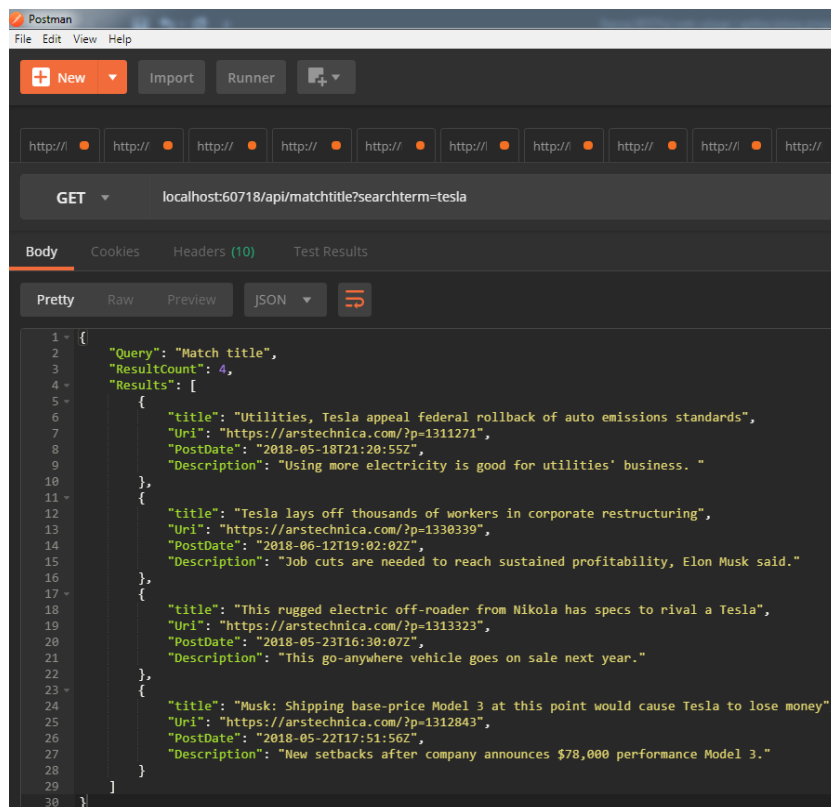 Postman
File Edit View Help
New Import Runner
http:// http:// http:// http:// http:// http:// http:// http:// http:// http://
GET localhost:60718/api/matchtitle?searchterm=tesla
Body Cookies Headers (10) Test Results
Pretty Raw Preview JSON
1 {
2 "Query": "Match title",
3 "ResultCount": 4,
4 "Results": [
5 {
6 "title": "Utilities, Tesla appeal federal rollback of auto emissions standards",
7 "Uri": "https://arstechnica.com/?p=1311271",
8 "PostDate": "2018-05-18T21:20:55Z",
9 "Description": "Using more electricity is good for utilities' business. "
10 },
11 {
12 "title": "Tesla lays off thousands of workers in corporate restructuring",
13 "Uri": "https://arstechnica.com/?p=1330339",
14 "PostDate": "2018-06-12T19:02:02Z",
15 "Description": "Job cuts are needed to reach sustained profitability, Elon Musk said."
16 },
17 {
18 "title": "This rugged electric off-roader from Nikola has specs to rival a Tesla",
19 "Uri": "https://arstechnica.com/?p=1313323",
20 "PostDate": "2018-05-23T16:30:07Z",
21 "Description": "This go-anywhere vehicle goes on sale next year."
22 },
23 {
24 "title": "Musk: Shipping base-price Model 3 at this point would cause Tesla to lose money"
25 "Uri": "https://arstechnica.com/?p=1312843",
26 "PostDate": "2018-05-22T17:51:56Z",
27 "Description": "New setbacks after company announces $78,000 performance Model 3."
28 }
29 ]
30 }